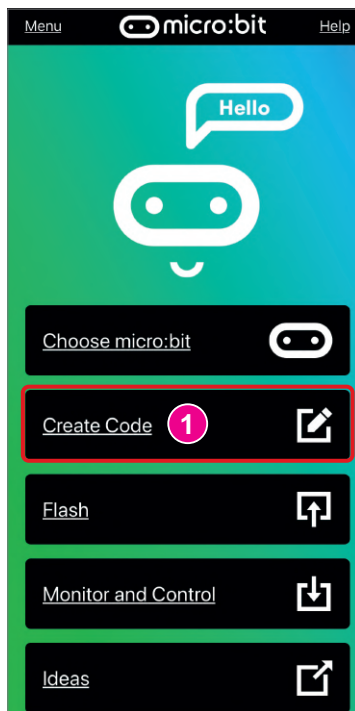 Menu micro:bit Help
Hello
Choose micro:bit
Create Code 1
Flash
Monitor and Control
Ideas